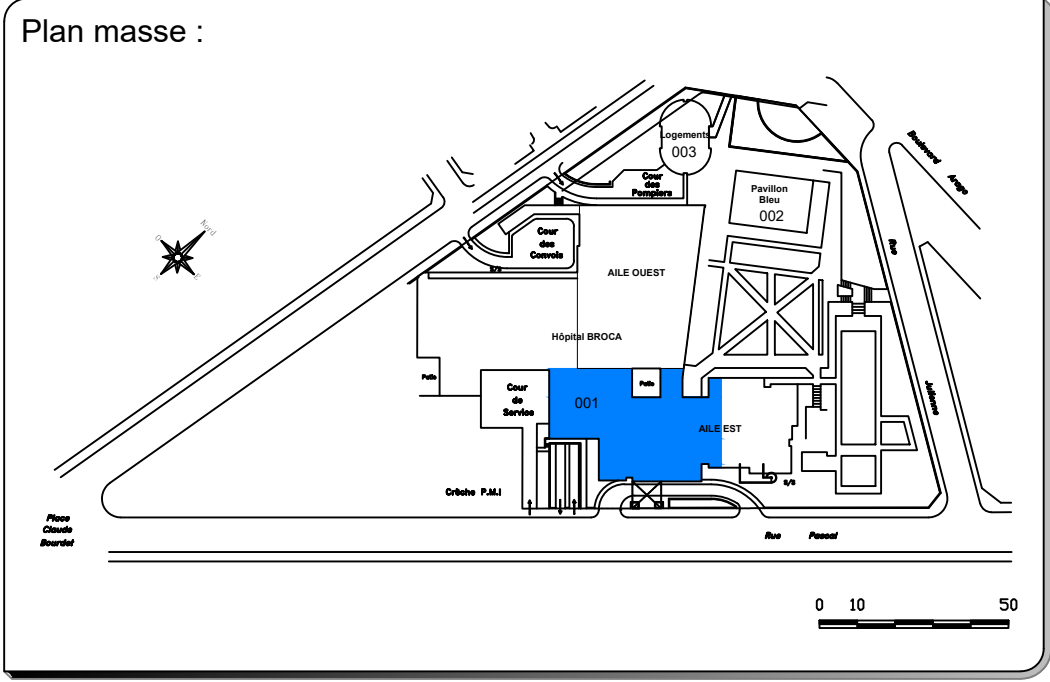 Plan masse :
Boulevard Arago
Logements
003
Cour
des
Pompiers
Pavillon
Bleu
002
Nord
O
E
Cour
des
Convois
S/S
AILE OUEST
Rue Julienne
Hôpital BROCA
Patio
Patio
Cour
de
Service
001
AILE EST
S/S
Crèche P.M.I
Place
Claude
Bourdet
Rue Pascal
0 10 50